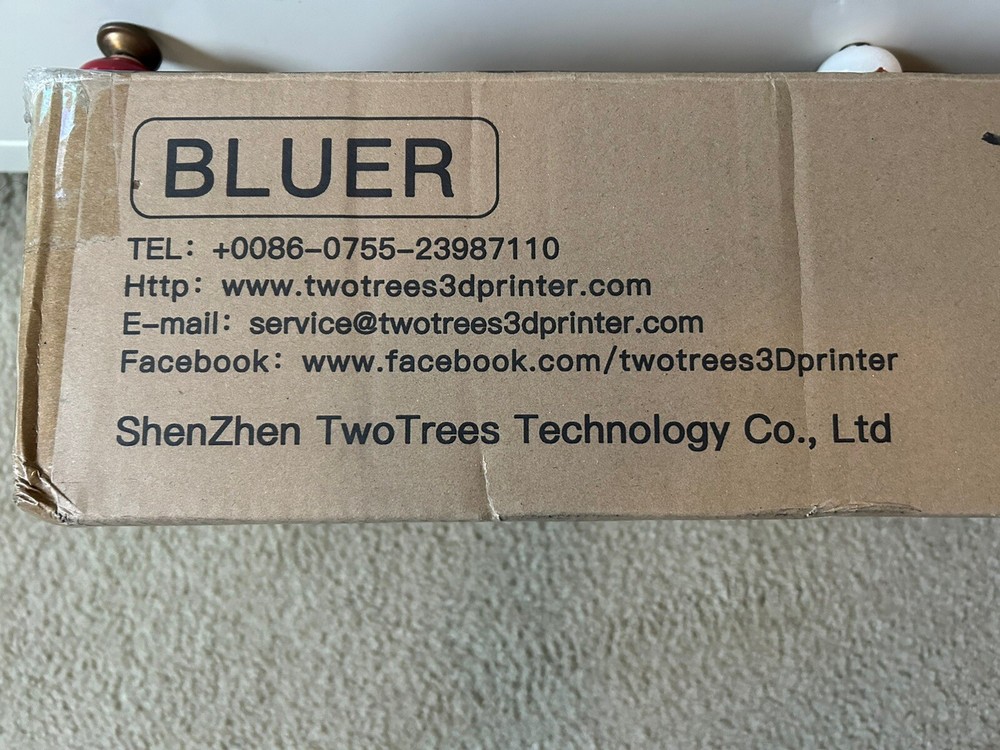 BLUER
TEL: +0086-0755-23987110
Http: www.twotrees3dprinter.com
E-mail: service@twotrees3dprinter.com
Facebook: www.facebook.com/twotrees3Dprinter
ShenZhen TwoTrees Technology Co., Ltd